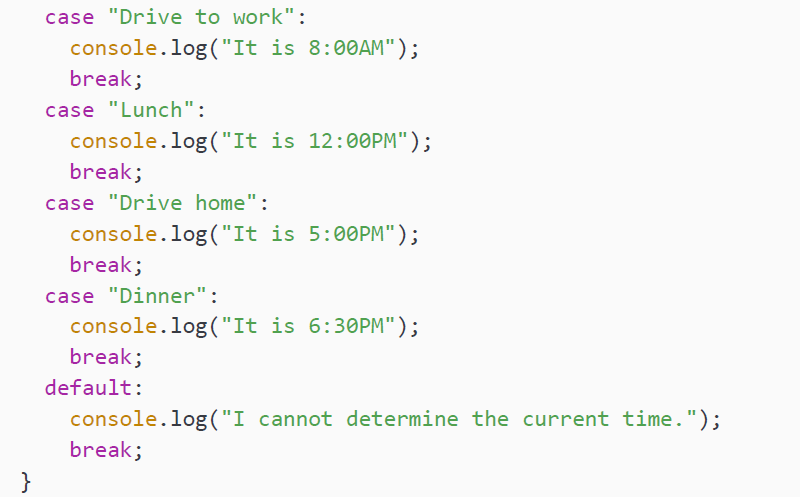 case "Drive to work":
console.log("It is 8:00AM");
break;
case "Lunch":
console.log("It is 12:00PM");
break;
case "Drive home":
console.log("It is 5:00PM");
break;
case "Dinner":
console.log("It is 6:30PM");
break;
default:
console.log("I cannot determine the current time.");
break;
}